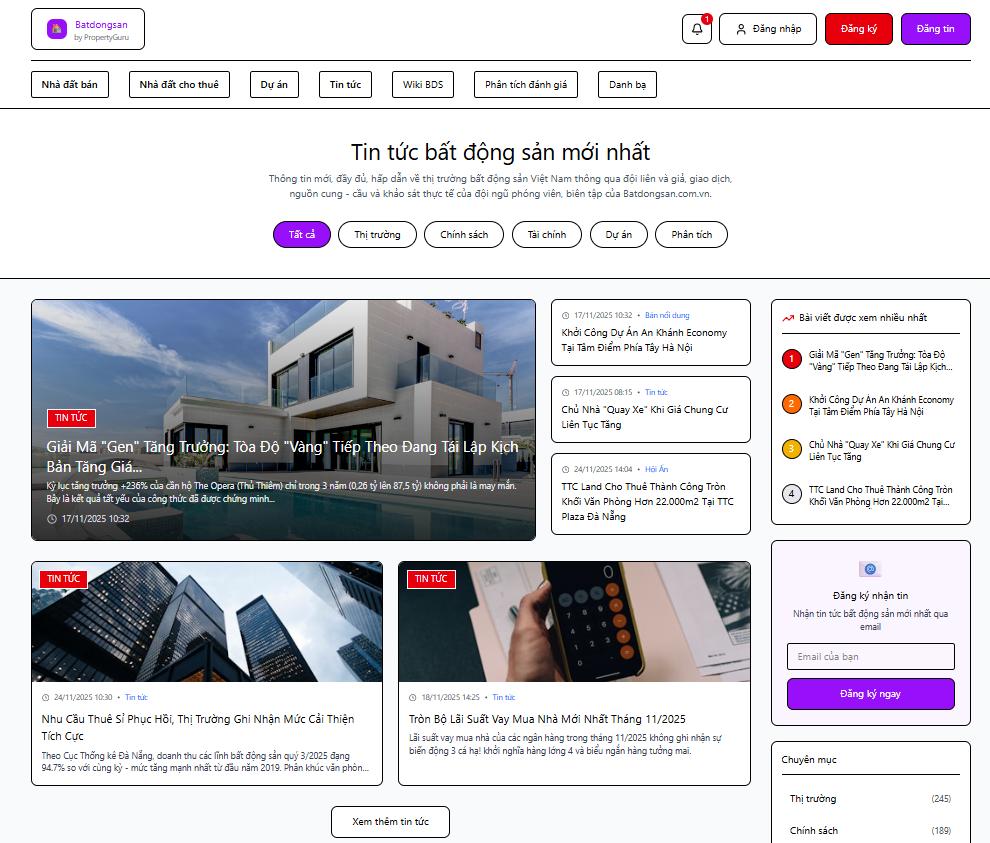 Batdongsan
by PropertyGuru
1
Đăng nhập
Đăng ký
Đăng tin
Nhà đất bán
Nhà đất cho thuê
Dự án
Tin tức
Wiki BDS
Phân tích đánh giá
Danh bạ
Tin tức bất động sản mới nhất
Thông tin mới, đầy đủ, hấp dẫn về thị trường bất động sản Việt Nam thông qua đội liên và giá, giao dịch,
nguồn cung - cầu và khảo sát thực tế của đội ngũ phóng viên, biên tập của Batdongsan.com.vn.
Tất cả
Thị trường
Chính sách
Tài chính
Dự án
Phân tích
TIN TỨC
Giải Mã "Gen" Tăng Trưởng: Tòa Độ "Vàng" Tiếp Theo Đang Tái Lập Kịch
Bản Tăng Giá...
Kỷ lục tăng trưởng +236% của căn hộ The Opera (Thủ Thiêm) chỉ trong 3 năm (0,26 tỷ lên 87,5 tỷ) không phải là may mắn.
Bây là kết quả tất yếu của công thức đã được chứng minh...
17/11/2025 10:32
17/11/2025 10:32 • Bán nối dung
Khởi Công Dự Án An Khánh Economy
Tại Tâm Điểm Phía Tây Hà Nội
17/11/2025 08:15 • Tin tức
Chủ Nhà "Quay Xe" Khi Giá Chung Cư
Liên Tục Tăng
24/11/2025 14:04 • Hội Án
TTC Land Cho Thuê Thành Công Tròn
Khối Văn Phòng Hơn 22.000m2 Tại TTC
Plaza Đà Nẵng
TIN TỨC
24/11/2025 10:30 • Tin tức
Nhu Cầu Thuê Sỉ Phục Hồi, Thị Trường Ghi Nhận Mức Cải Thiện
Tích Cực
Theo Cục Thống kê Đà Nẵng, doanh thu các lĩnh bất động sản quý 3/2025 đạng
94.7% so với cùng kỳ - mức tăng mạnh nhất từ đầu năm 2019. Phân khúc văn phòn...
TIN TỨC
18/11/2025 14:25 • Tin tức
Tròn Bộ Lãi Suất Vay Mua Nhà Mới Nhất Tháng 11/2025
Lãi suất vay mua nhà của các ngân hàng trong tháng 11/2025 không ghi nhận sự
biến động 3 cá hạ! khởi nghĩa hàng lớng 4 và biểu ngắn hàng tưởng mai.
Xem thêm tin tức
Bài viết được xem nhiều nhất
1
Giải Mã "Gen" Tăng Trưởng: Tòa Độ
"Vàng" Tiếp Theo Đang Tái Lập Kịch...
2
Khởi Công Dự Án An Khánh Economy
Tại Tâm Điểm Phía Tây Hà Nội
3
Chủ Nhà "Quay Xe" Khi Giá Chung Cư
Liên Tục Tăng
4
TTC Land Cho Thuê Thành Công Tròn
Khối Văn Phòng Hơn 22.000m2 Tại...
Đăng ký nhận tin
Nhận tin tức bất động sản mới nhất qua
email
Email của bạn
Đăng ký ngay
Chuyên mục
Thị trường (245)
Chính sách (189)